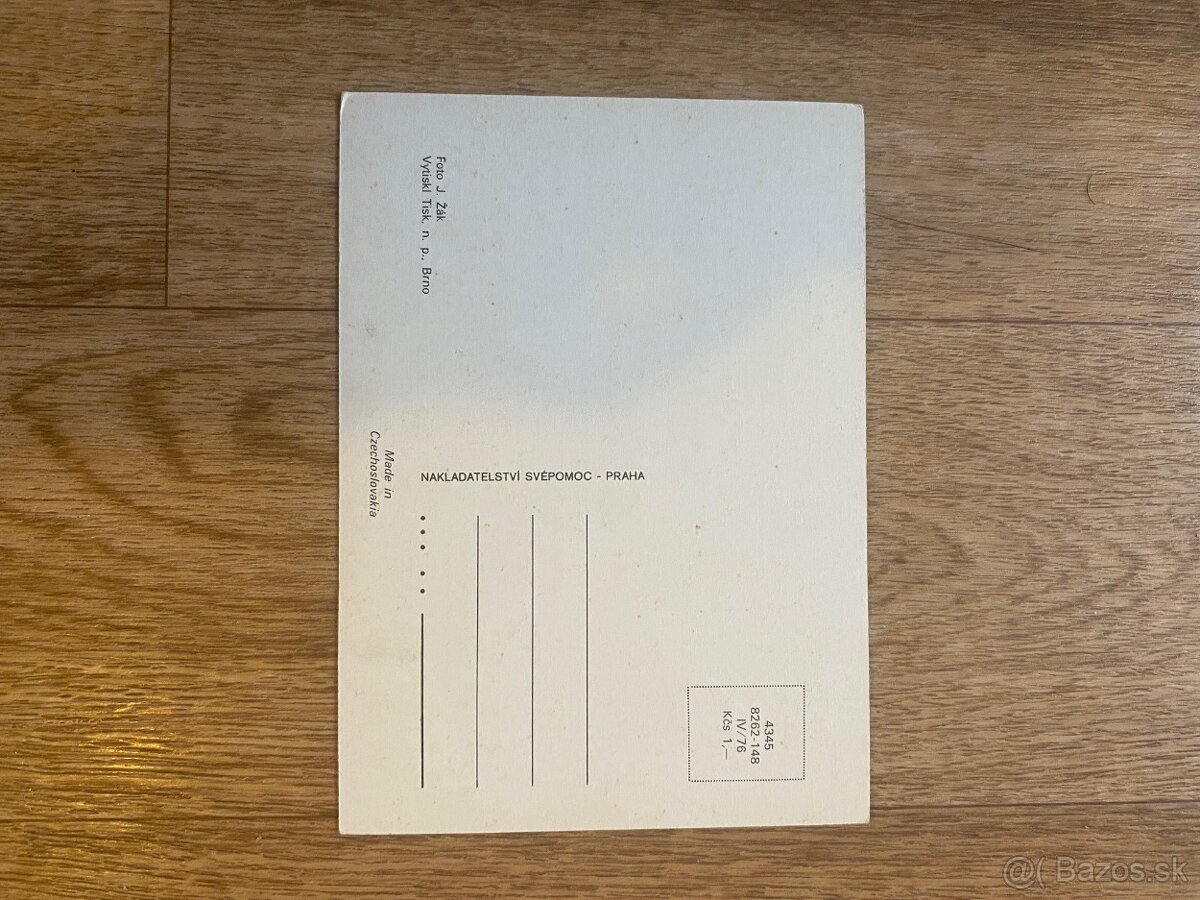 Foto J. Žák
Vytiskl Tisk, n. p., Brno
Made in
Czechoslovakia
NAKLADATELSTVÍ SVÉPOMOC - PRAHA
4345
8262-148
IV/76
Kčs 1,—
@( Bazos.sk